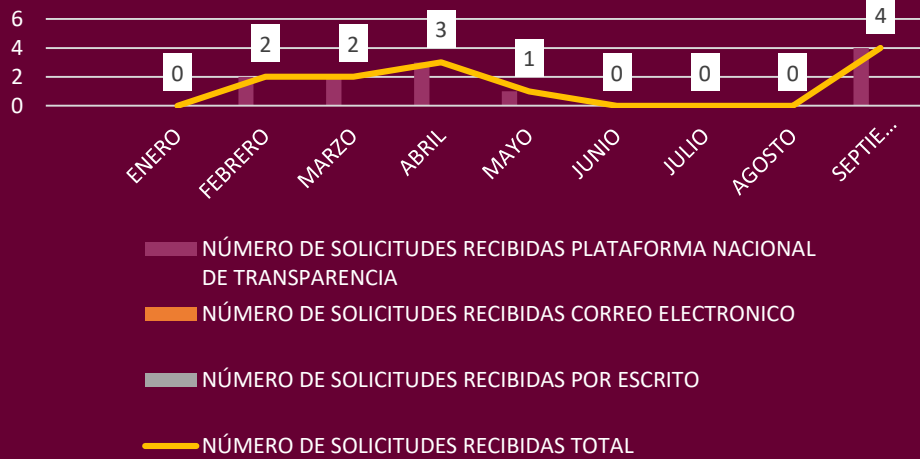 6
4
2
0
0
2
2
3
1
0
0
0
4
ENERO
FEBRERO
MARZO
ABRIL
MAYO
JUNIO
JULIO
AGOSTO
SEPTIE...
NÚMERO DE SOLICITUDES RECIBIDAS PLATAFORMA NACIONAL
DE TRANSPARENCIA
NÚMERO DE SOLICITUDES RECIBIDAS CORREO ELECTRONICO
NÚMERO DE SOLICITUDES RECIBIDAS POR ESCRITO
NÚMERO DE SOLICITUDES RECIBIDAS TOTAL